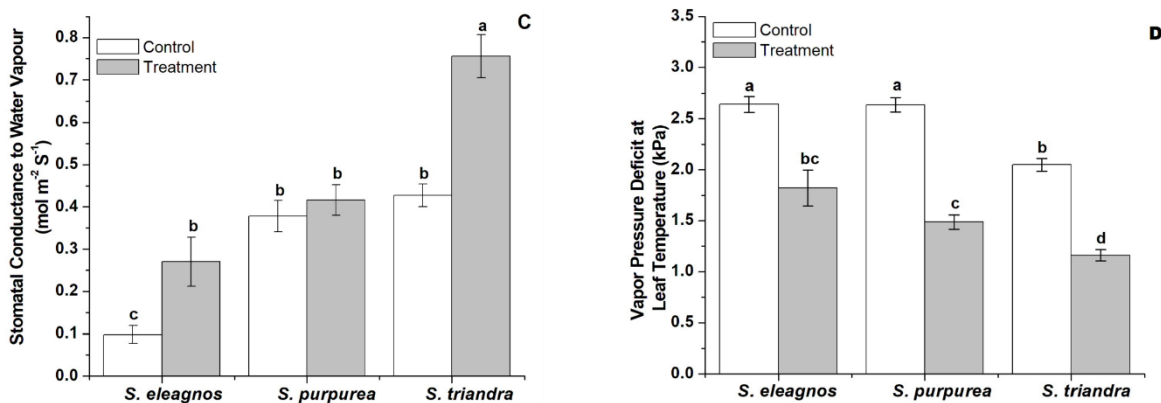 C
Stomatal Conductance to Water Vapour
(mol m⁻² S⁻¹)
0.8
0.7
0.6
0.5
0.4
0.3
0.2
0.1
0.0
Control
Treatment
c
b
b
b
b
a
S. eleagnos
S. purpurea
S. triandra
D
Vapor Pressure Deficit at
Leaf Temperature (kPa)
3.5
3.0
2.5
2.0
1.5
1.0
0.5
0.0
Control
Treatment
a
bc
a
c
b
d
S. eleagnos
S. purpurea
S. triandra